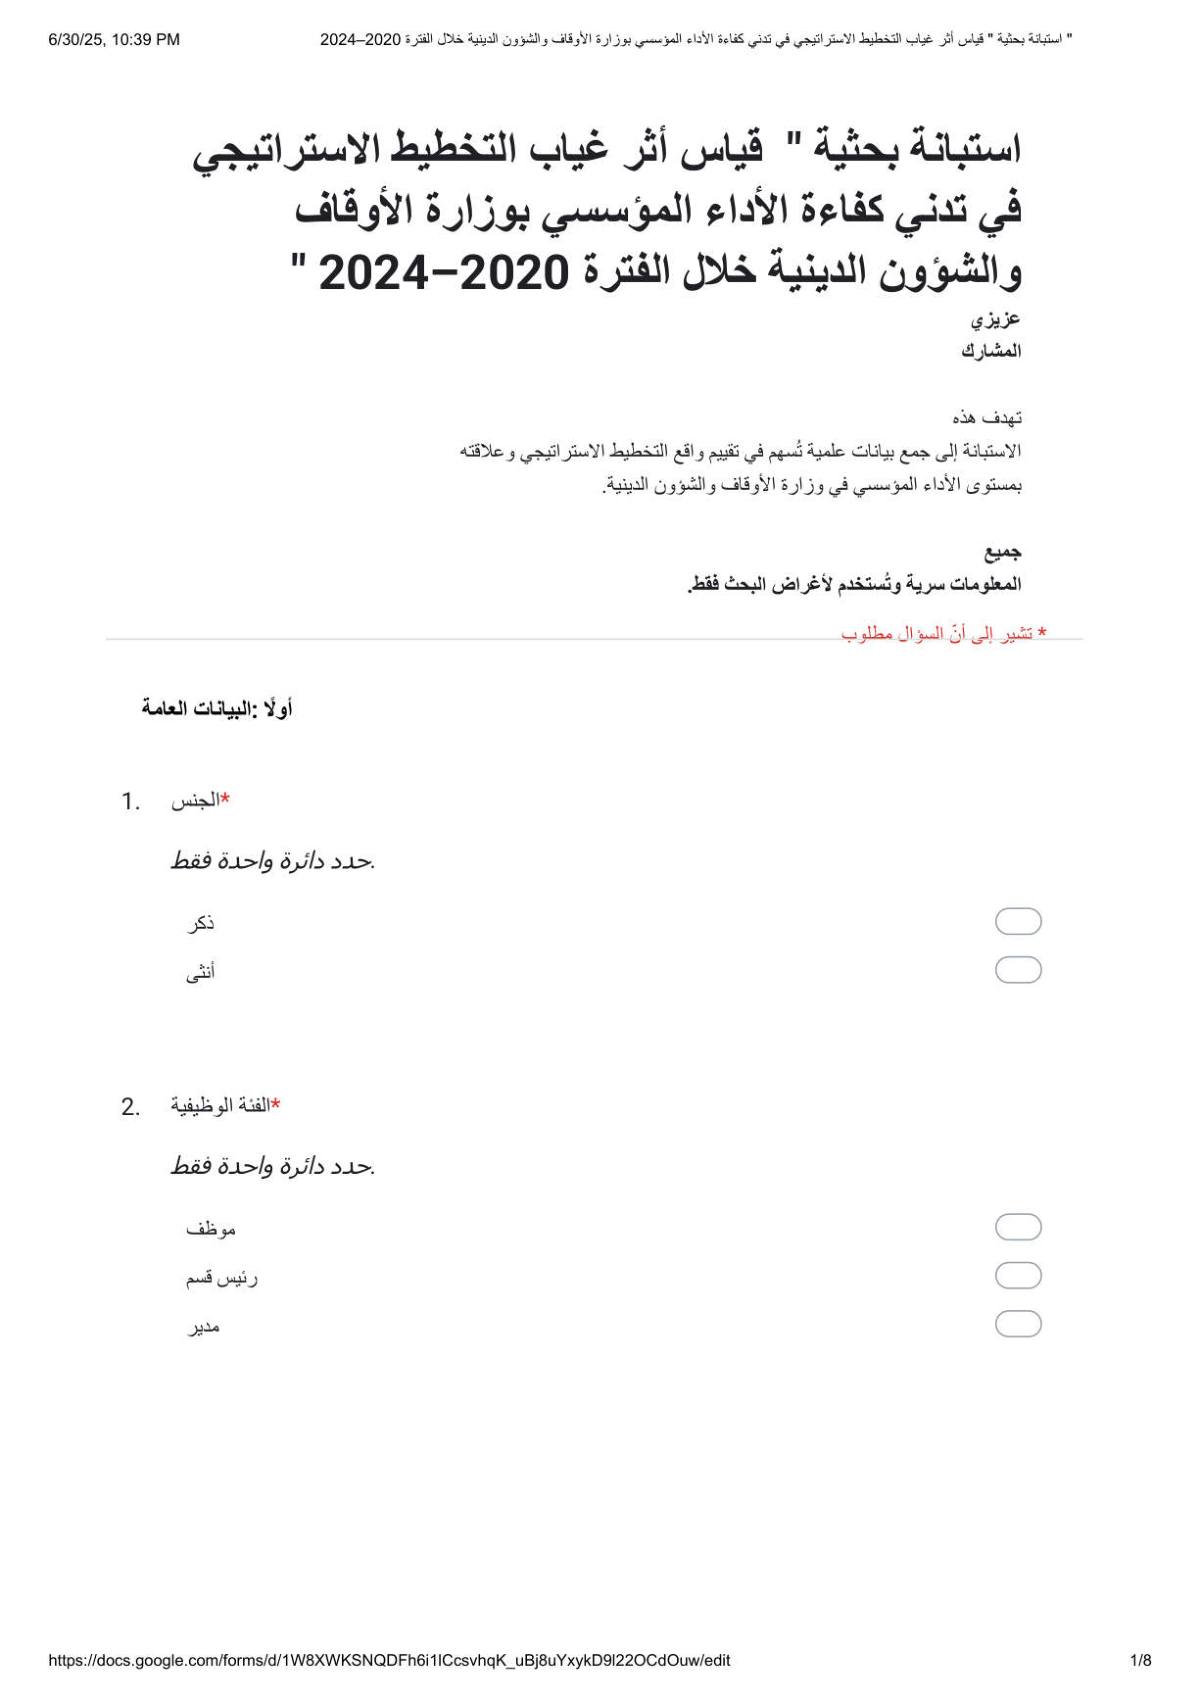 6/30/25, 10:39 PM
" استبانة بحثية " قياس أثر غياب التخطيط الاستراتيجي في تدني كفاءة الأداء المؤسسي بوزارة الأوقاف والشؤون الدينية خلال الفترة 2020–2024
استبانة بحثية " قياس أثر غياب التخطيط الاستراتيجي
في تدني كفاءة الأداء المؤسسي بوزارة الأوقاف
والشؤون الدينية خلال الفترة 2020–2024 "
عزيزي
المشارك
تهدف هذه
الاستبانة إلى جمع بيانات علمية تُسهم في تقييم واقع التخطيط الاستراتيجي وعلاقته
بمستوى الأداء المؤسسي في وزارة الأوقاف والشؤون الدينية.
جميع
المعلومات سرية وتُستخدم لأغراض البحث فقط.
* تشير إلى أنّ السؤال مطلوب
أولًا :البيانات العامة
1. الجنس*
حدد دائرة واحدة فقط.
ذكر
أنثى
2. الفئة الوظيفية*
حدد دائرة واحدة فقط.
موظف
رئيس قسم
مدير
https://docs.google.com/forms/d/1W8XWKSNQDFh6i1lCcsvhqK_uBj8uYxykD9l22OCdOuw/edit
1/8